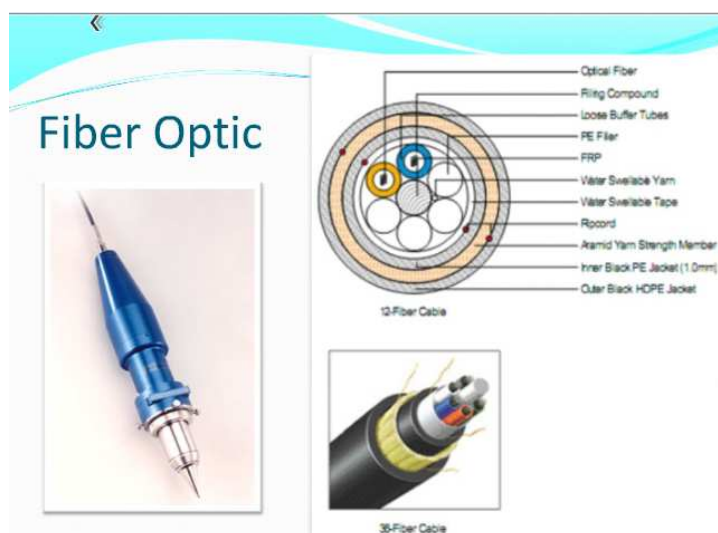 Fiber Optic
Optical Fiber
Filling Compound
Loose Buffer Tubes
PE Filler
FRP
Water Swellable Yarn
Water Swellable Tape
Ripcord
Aramid Yarn Strength Member
Inner Black PE Jacket (1.0mm)
Outer Black HDPE Jacket
12-Fiber Cable
36-Fiber Cable